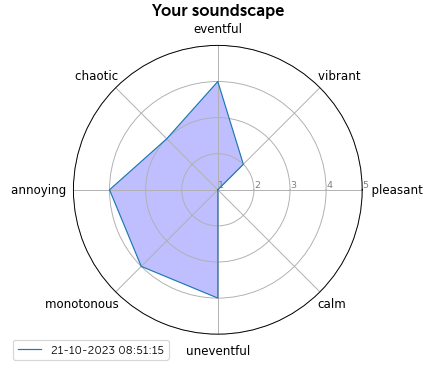 Your soundscape
eventful
chaotic
vibrant
annoying
1 2 3 4 5
pleasant
monotonous
calm
uneventful
21-10-2023 08:51:15